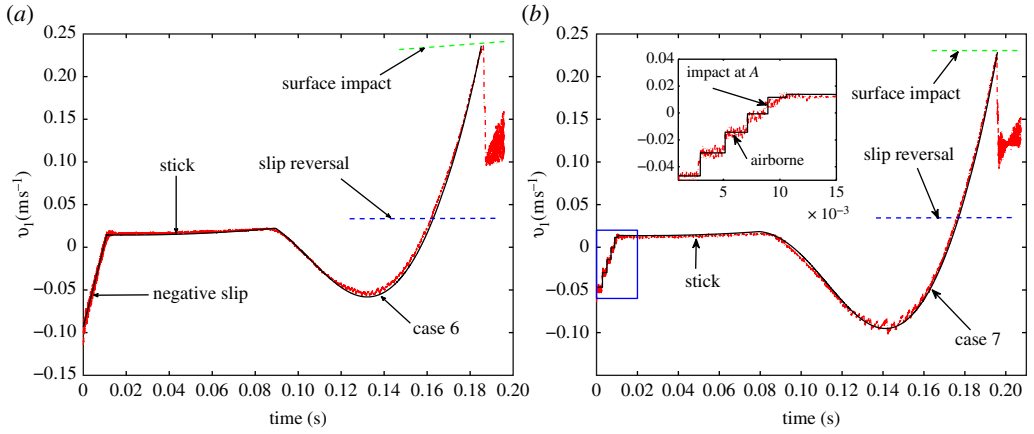 (a)
0.25
0.20
0.15
0.10
0.05
0
−0.05
−0.10
−0.15
υ1(ms−1)
surface impact
slip reversal
stick
negative slip
case 6
0 0.02 0.04 0.06 0.08 0.10 0.12 0.14 0.16 0.18 0.20
time (s)
(b)
0.25
0.20
0.15
0.10
0.05
0
−0.05
−0.10
−0.15
υ1(ms−1)
0.04
0.02
0
−0.02
−0.04
impact at A
airborne
5 10 15
× 10−3
surface impact
slip reversal
stick
case 7
0 0.02 0.04 0.06 0.08 0.10 0.12 0.14 0.16 0.18 0.20
time (s)